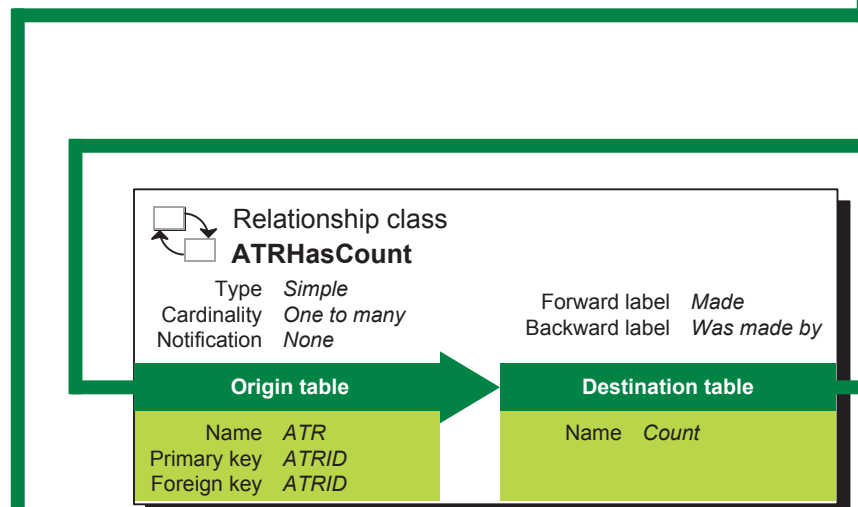 Relationship class
ATRHasCount
Type Simple
Cardinality One to many
Notification None
Forward label Made
Backward label Was made by
Origin table
Destination table
Name ATR
Primary key ATRID
Foreign key ATRID
Name Count